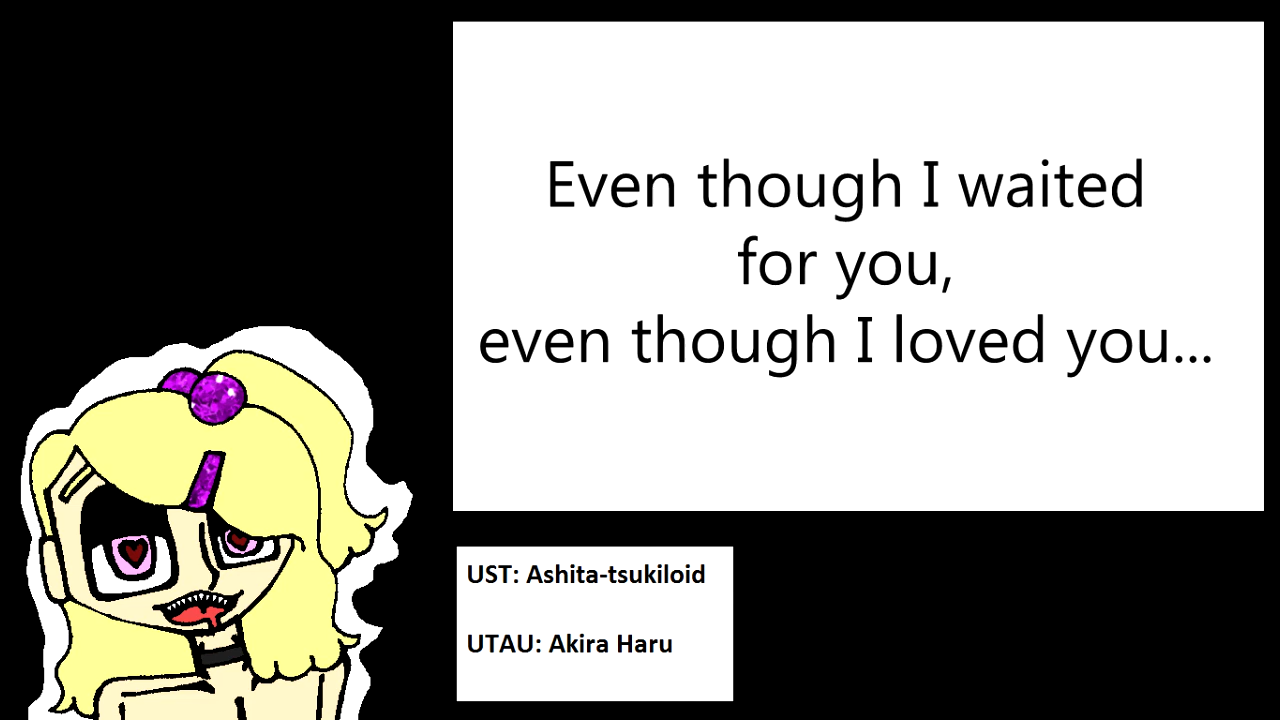 Even though I waited
for you,
even though I loved you...
UST: Ashita-tsukiloid
UTAU: Akira Haru